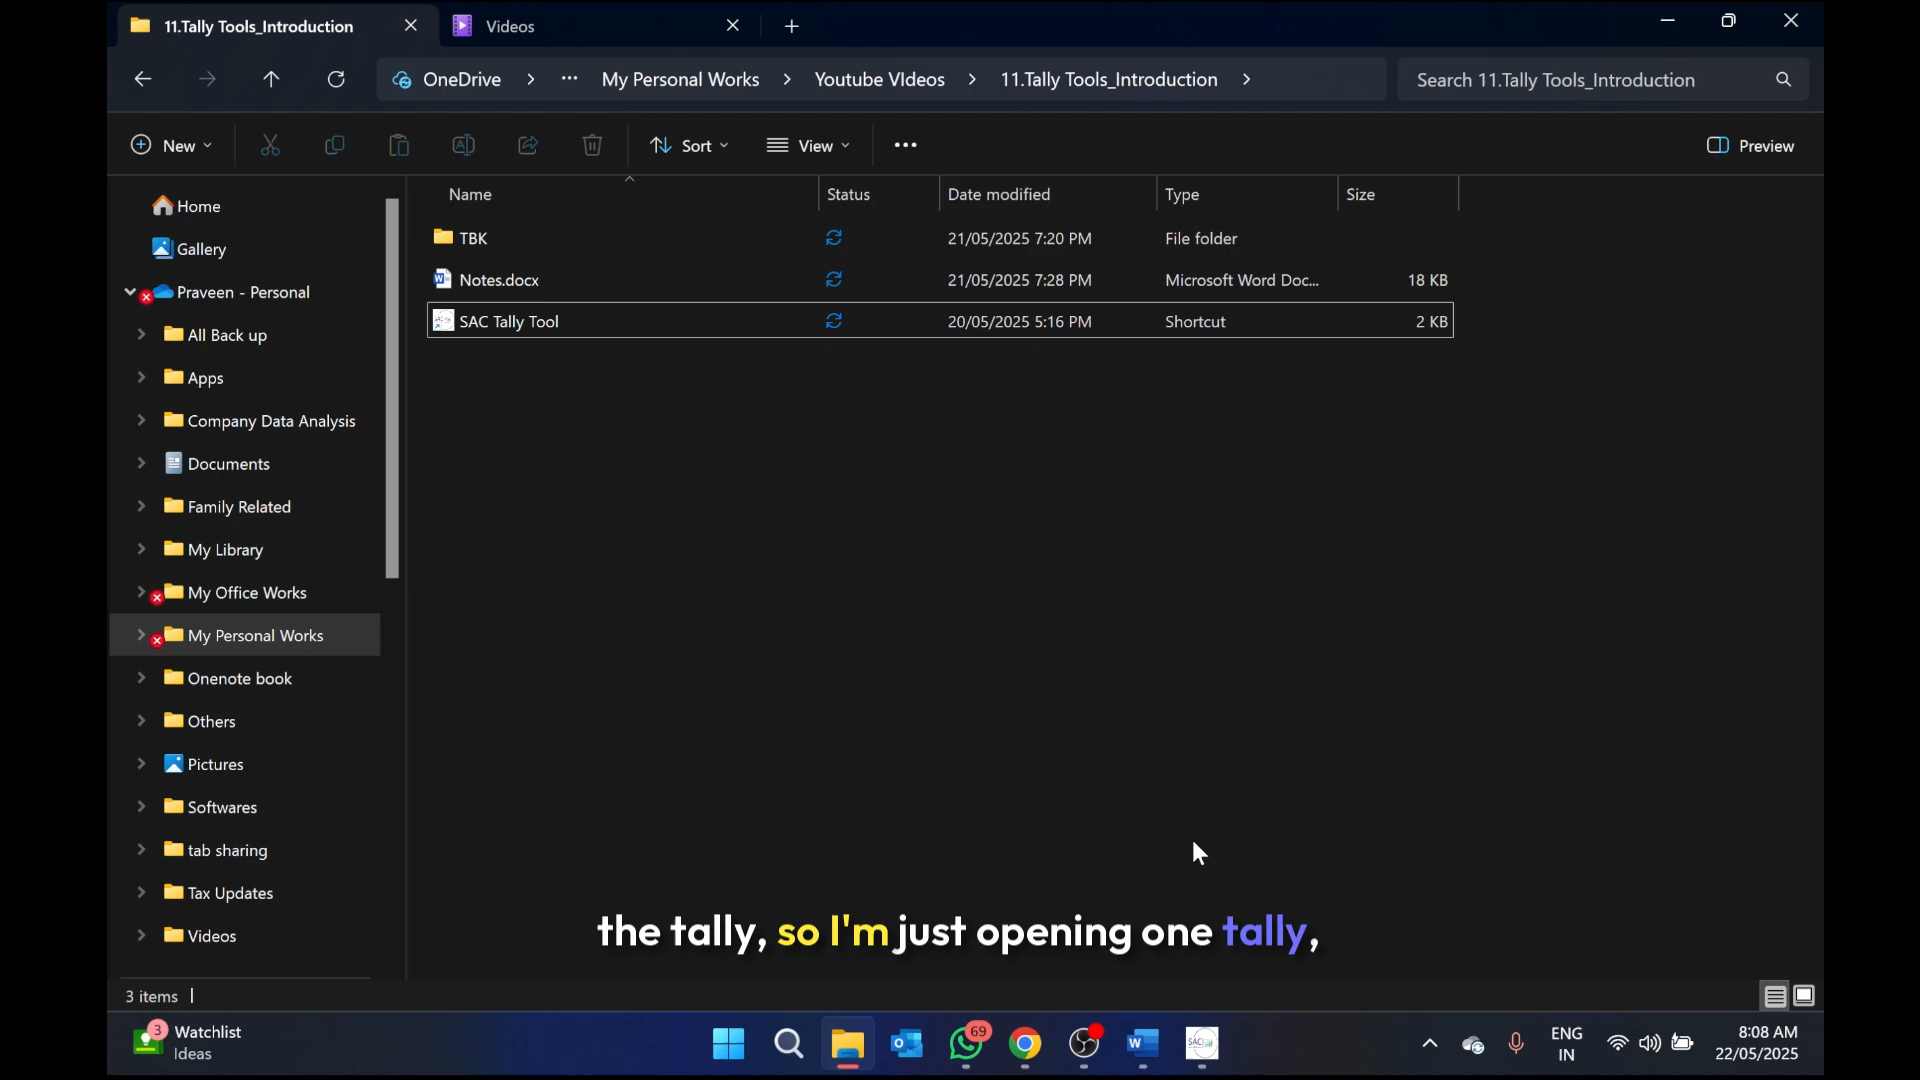 11.Tally Tools_Introduction
Videos
OneDrive > ... My Personal Works > Youtube VIdeos > 11.Tally Tools_Introduction >
Search 11.Tally Tools_Introduction
New
Sort
View
Preview
Name Status Date modified Type Size
TBK 21/05/2025 7:20 PM File folder
Notes.docx 21/05/2025 7:28 PM Microsoft Word Doc... 18 KB
SAC Tally Tool 20/05/2025 5:16 PM Shortcut 2 KB
Home
Gallery
Praveen - Personal
All Back up
Apps
Company Data Analysis
Documents
Family Related
My Library
My Office Works
My Personal Works
Onenote book
Others
Pictures
Softwares
tab sharing
Tax Updates
Videos
the tally, so I'm just opening one tally,
3 items
3
Watchlist
Ideas
69
SAC
ENG
IN
8:08 AM
22/05/2025